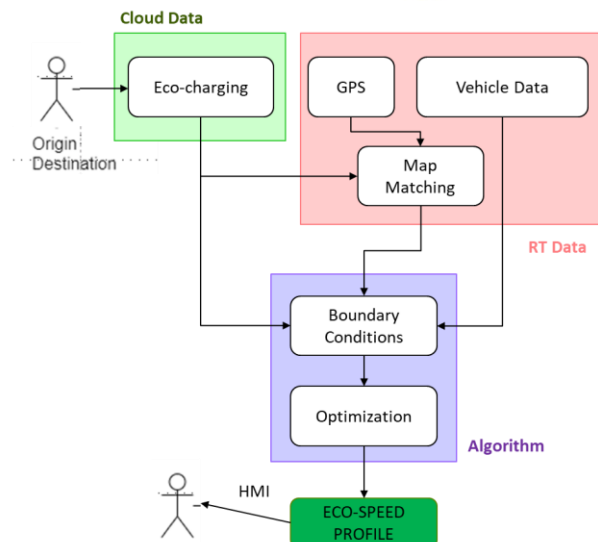 Cloud Data
Eco-charging
GPS
Vehicle Data
Origin
Destination
Map
Matching
RT Data
Boundary
Conditions
Optimization
Algorithm
HMI
ECO-SPEED
PROFILE